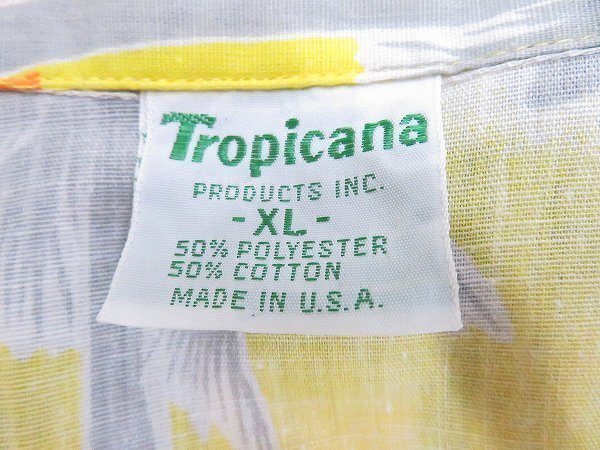 Tropicana
PRODUCTS INC.
- XL -
50% POLYESTER
50% COTTON
MADE IN U.S.A.